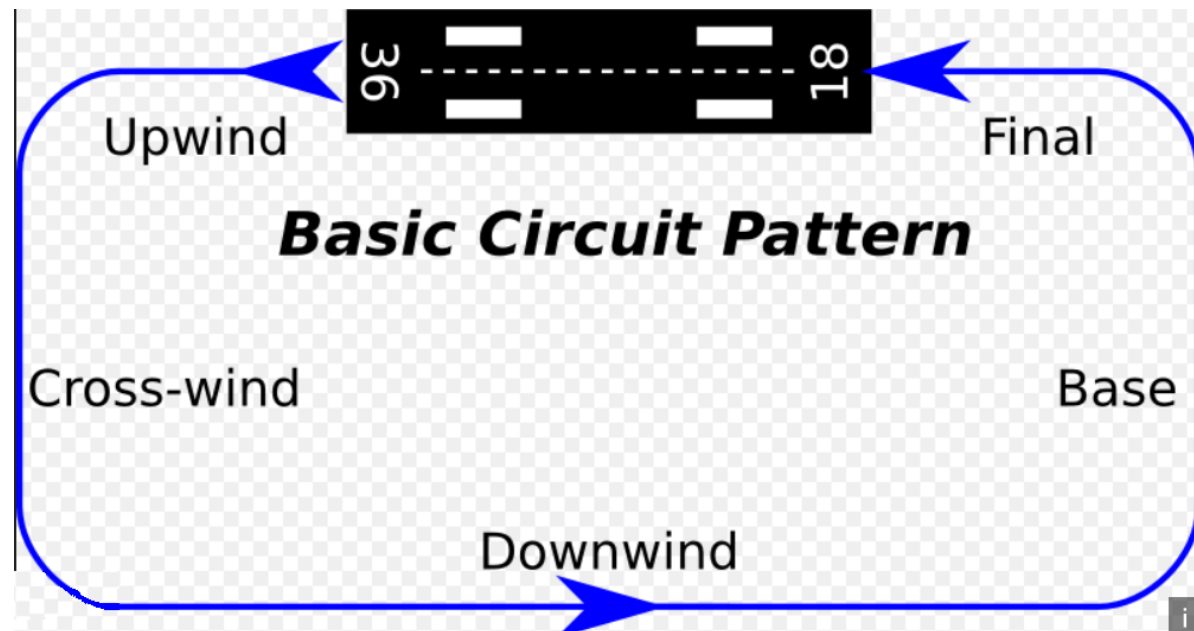 36
18
Upwind
Final
Basic Circuit Pattern
Cross-wind
Base
Downwind
i